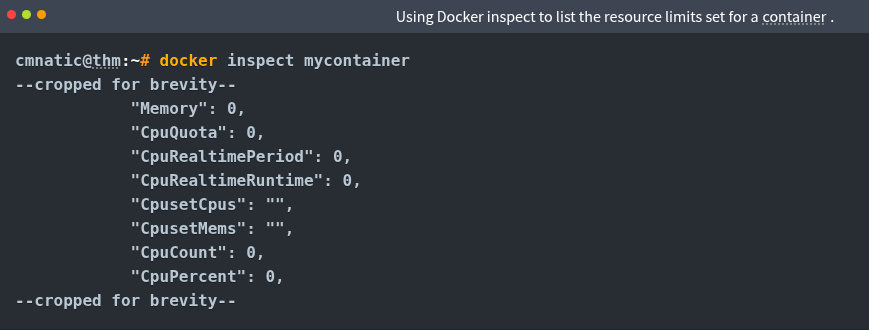 Using Docker inspect to list the resource limits set for a container .
cmnatic@thm:~# docker inspect mycontainer
--cropped for brevity--
            "Memory": 0,
            "CpuQuota": 0,
            "CpuRealtimePeriod": 0,
            "CpuRealtimeRuntime": 0,
            "CpusetCpus": "",
            "CpusetMems": "",
            "CpuCount": 0,
            "CpuPercent": 0,
--cropped for brevity--